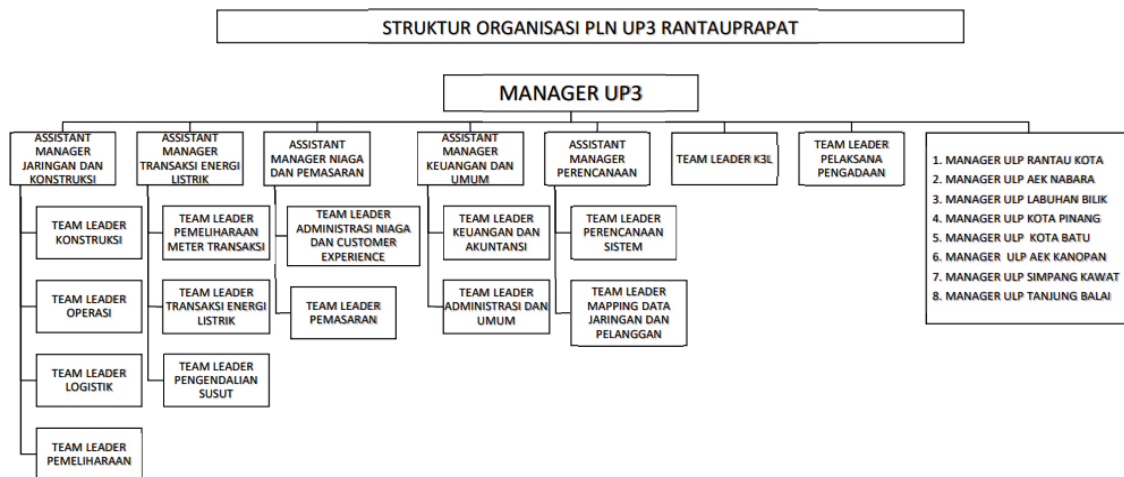 STRUKTUR ORGANISASI PLN UP3 RANTAUPRAPAT
MANAGER UP3
ASSISTANT
MANAGER
JARINGAN DAN
KONSTRUKSI
ASSISTANT
MANAGER
TRANSAKSI ENERGI
LISTRIK
ASSISTANT
MANAGER NIAGA
DAN PEMASARAN
ASSISTANT
MANAGER
KEUANGAN DAN
UMUM
ASSISTANT
MANAGER
PERENCANAAN
TEAM LEADER K3L
TEAM LEADER
PELAKSANA
PENGADAAN
1. MANAGER ULP RANTAU KOTA
2. MANAGER ULP AEK NABARA
3. MANAGER ULP LABUHAN BILIK
4. MANAGER ULP KOTA PINANG
5. MANAGER ULP KOTA BATU
6. MANAGER ULP AEK KANOPAN
7. MANAGER ULP SIMPANG KAWAT
8. MANAGER ULP TANJUNG BALAI
TEAM LEADER
KONSTRUKSI
TEAM LEADER
PEMELIHARAAN
METER TRANSAKSI
TEAM LEADER
ADMINISTRASI NIAGA
DAN CUSTOMER
EXPERIENCE
TEAM LEADER
KEUANGAN DAN
AKUNTANSI
TEAM LEADER
PERENCANAAN
SISTEM
TEAM LEADER
OPERASI
TEAM LEADER
TRANSAKSI ENERGI
LISTRIK
TEAM LEADER
PEMASARAN
TEAM LEADER
ADMINISTRASI DAN
UMUM
TEAM LEADER
MAPPING DATA
JARINGAN DAN
PELANGGAN
TEAM LEADER
LOGISTIK
TEAM LEADER
PENGENDALIAN
SUSUT
TEAM LEADER
PEMELIHARAAN